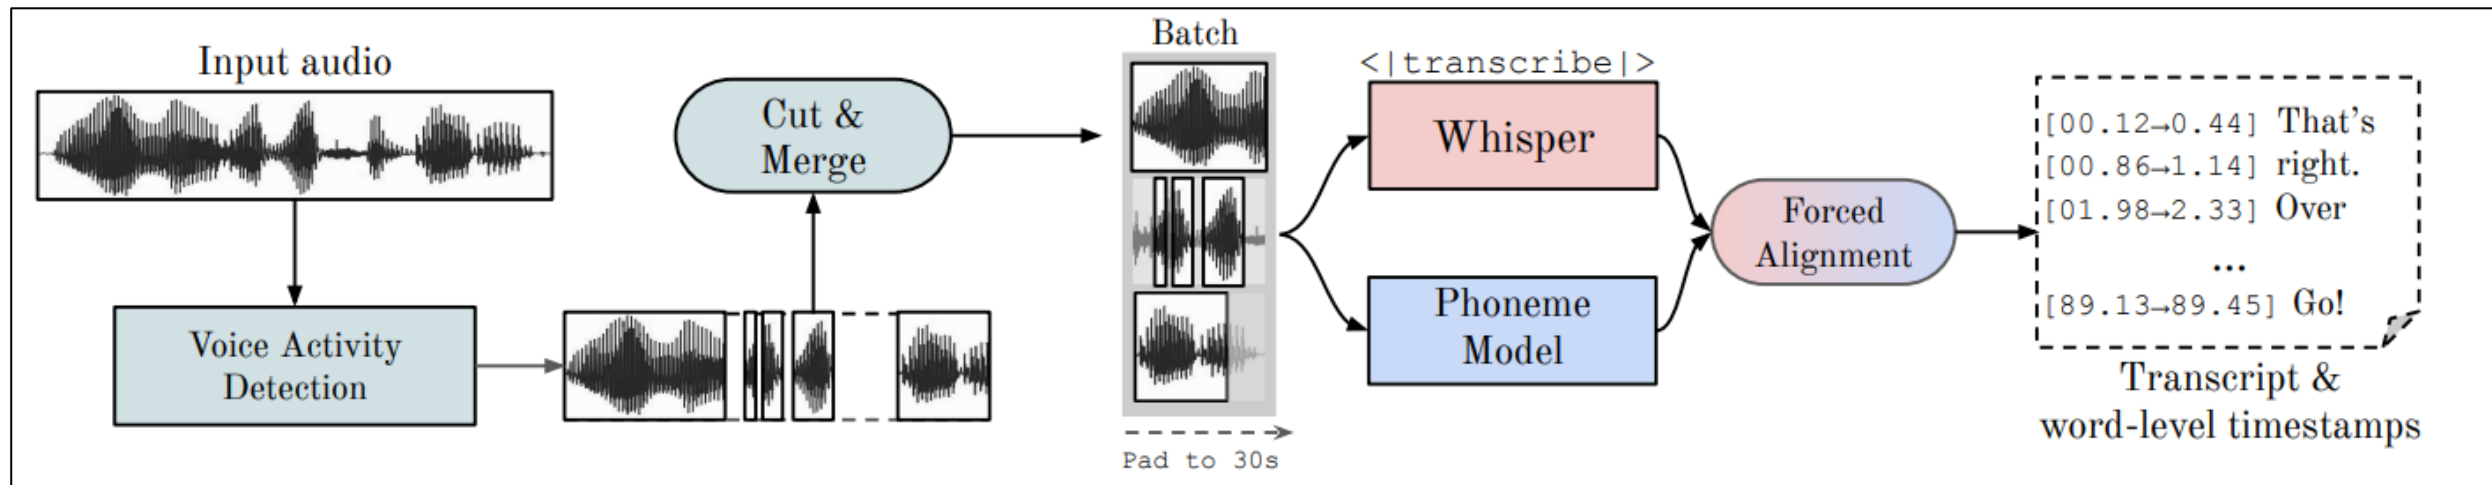 Input audio
Voice Activity
Detection
Cut &
Merge
Batch
Pad to 30s
<|transcribe|>
Whisper
Phoneme
Model
Forced
Alignment
[00.12→0.44] That's
[00.86→1.14] right.
[01.98→2.33] Over
...
[89.13→89.45] Go!
Transcript &
word-level timestamps